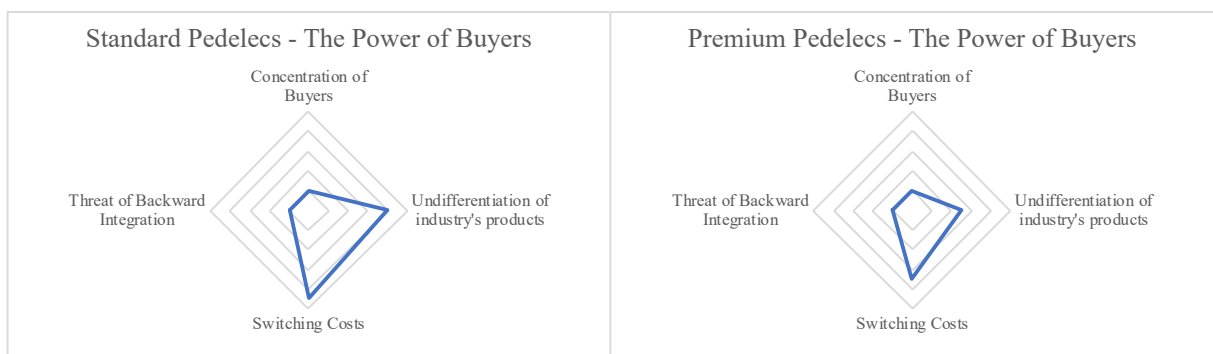 Standard Pedelecs - The Power of Buyers
Concentration of
Buyers
Threat of Backward
Integration
Undifferentiation of
industry's products
Switching Costs
Premium Pedelecs - The Power of Buyers
Concentration of
Buyers
Threat of Backward
Integration
Undifferentiation of
industry's products
Switching Costs